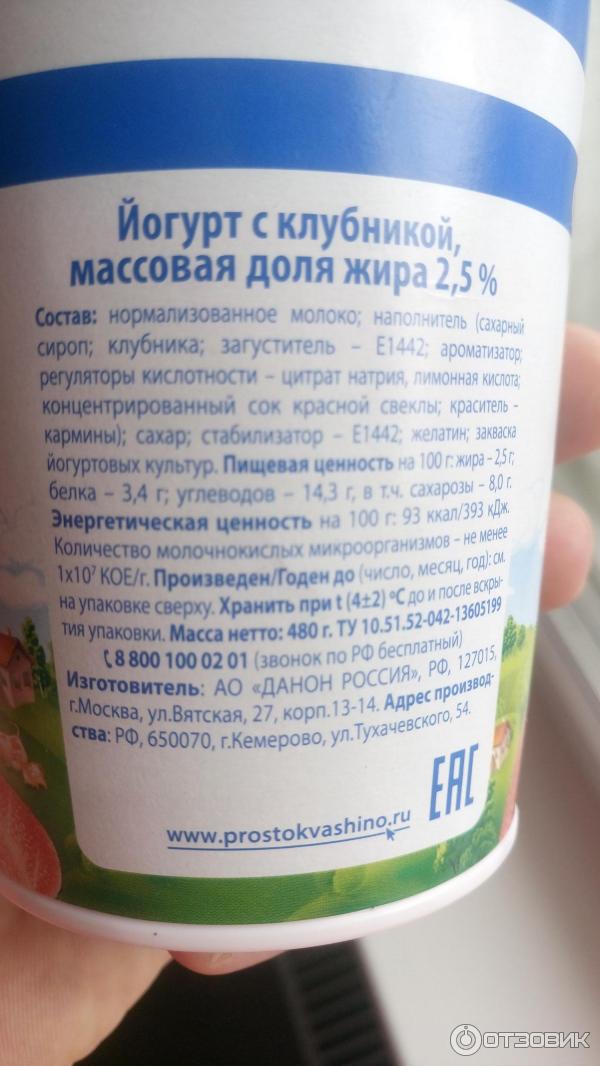 Йогурт с клубникой,
массовая доля жира 2,5 %
Состав: нормализованное молоко; наполнитель (сахарный
сироп; клубника; загуститель – Е1442; ароматизатор;
регуляторы кислотности – цитрат натрия, лимонная кислота;
концентрированный сок красной свеклы; краситель –
кармины); сахар; стабилизатор – Е1442; желатин; закваска
йогуртовых культур. Пищевая ценность на 100 г: жира – 2,5 г;
белка – 3,4 г; углеводов – 14,3 г, в т.ч. сахарозы – 8,0 г.
Энергетическая ценность на 100 г: 93 ккал/393 кДж.
Количество молочнокислых микроорганизмов – не менее
1х10⁷ КОЕ/г. Произведен/Годен до (число, месяц, год): см.
на упаковке сверху. Хранить при t (4±2) °С до и после вскры-
тия упаковки. Масса нетто: 480 г. ТУ 10.51.52-042-13605199
8 800 100 02 01 (звонок по РФ бесплатный)
Изготовитель: АО «ДАНОН РОССИЯ», РФ, 127015,
г.Москва, ул.Вятская, 27, корп.13-14. Адрес производ-
ства: РФ, 650070, г.Кемерово, ул.Тухачевского, 54.
EAC
www.prostokvashino.ru
ОТЗОВИК